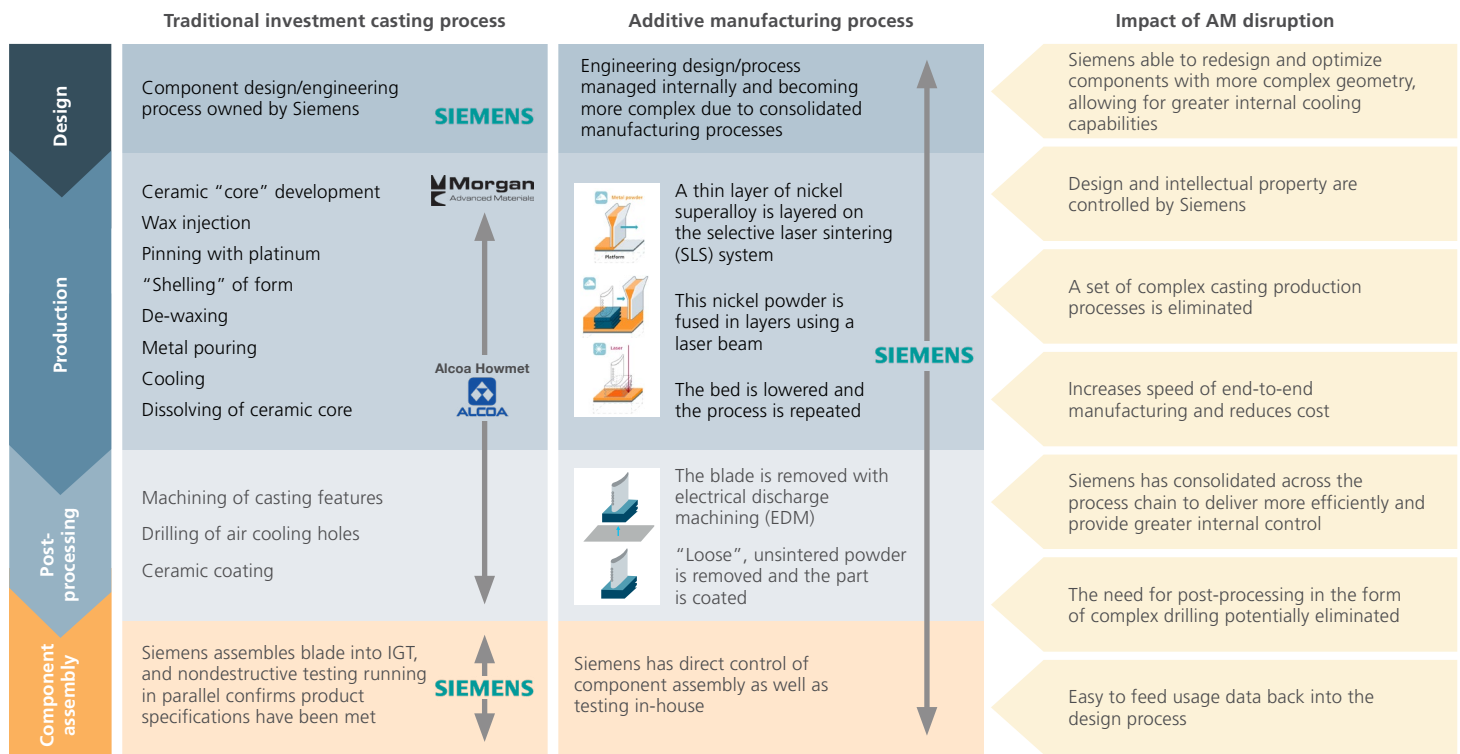 Traditional investment casting process
Additive manufacturing process
Impact of AM disruption
Design
Component design/engineering
process owned by Siemens
SIEMENS
Engineering design/process
managed internally and becoming
more complex due to consolidated
manufacturing processes
Siemens able to redesign and optimize
components with more complex geometry,
allowing for greater internal cooling
capabilities
Production
Ceramic “core” development
Wax injection
Pinning with platinum
“Shelling” of form
De-waxing
Metal pouring
Cooling
Dissolving of ceramic core
Morgan
Advanced Materials
Alcoa Howmet
ALCOA
Metal powder
Platform
Laser
A thin layer of nickel
superalloy is layered on
the selective laser sintering
(SLS) system
This nickel powder is
fused in layers using a
laser beam
The bed is lowered and
the process is repeated
SIEMENS
Design and intellectual property are
controlled by Siemens
A set of complex casting production
processes is eliminated
Increases speed of end-to-end
manufacturing and reduces cost
Post-
processing
Machining of casting features
Drilling of air cooling holes
Ceramic coating
The blade is removed with
electrical discharge
machining (EDM)
“Loose”, unsintered powder
is removed and the part
is coated
Siemens has consolidated across the
process chain to deliver more efficiently and
provide greater internal control
The need for post-processing in the form
of complex drilling potentially eliminated
Component
assembly
Siemens assembles blade into IGT,
and nondestructive testing running
in parallel confirms product
specifications have been met
SIEMENS
Siemens has direct control of
component assembly as well as
testing in-house
Easy to feed usage data back into the
design process